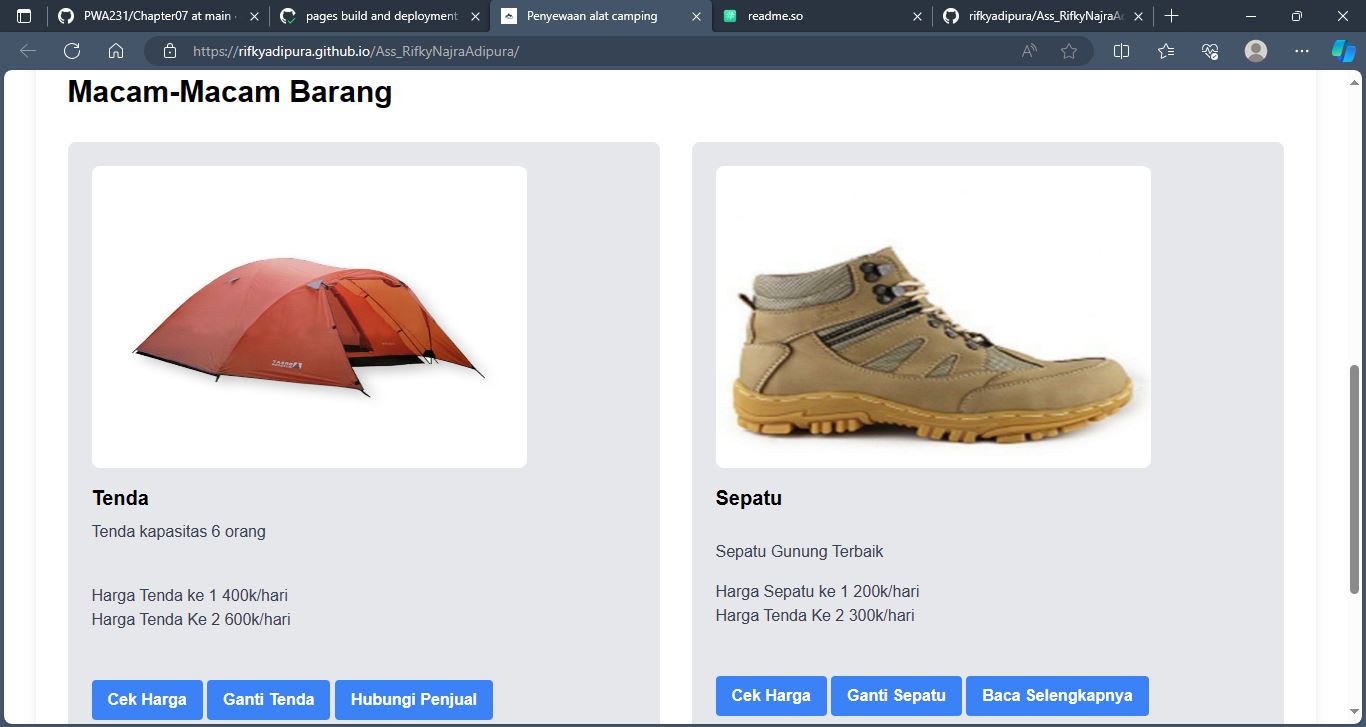 PWA231/Chapter07 at main
pages build and deployment
Penyewaan alat camping
readme.so
rifkyadipura/Ass_RifkyNajraA
https://rifkyadipura.github.io/Ass_RifkyNajraAdipura/
Macam-Macam Barang
Tenda
Tenda kapasitas 6 orang
Harga Tenda ke 1 400k/hari
Harga Tenda Ke 2 600k/hari
Cek Harga
Ganti Tenda
Hubungi Penjual
Sepatu
Sepatu Gunung Terbaik
Harga Sepatu ke 1 200k/hari
Harga Tenda Ke 2 300k/hari
Cek Harga
Ganti Sepatu
Baca Selengkapnya